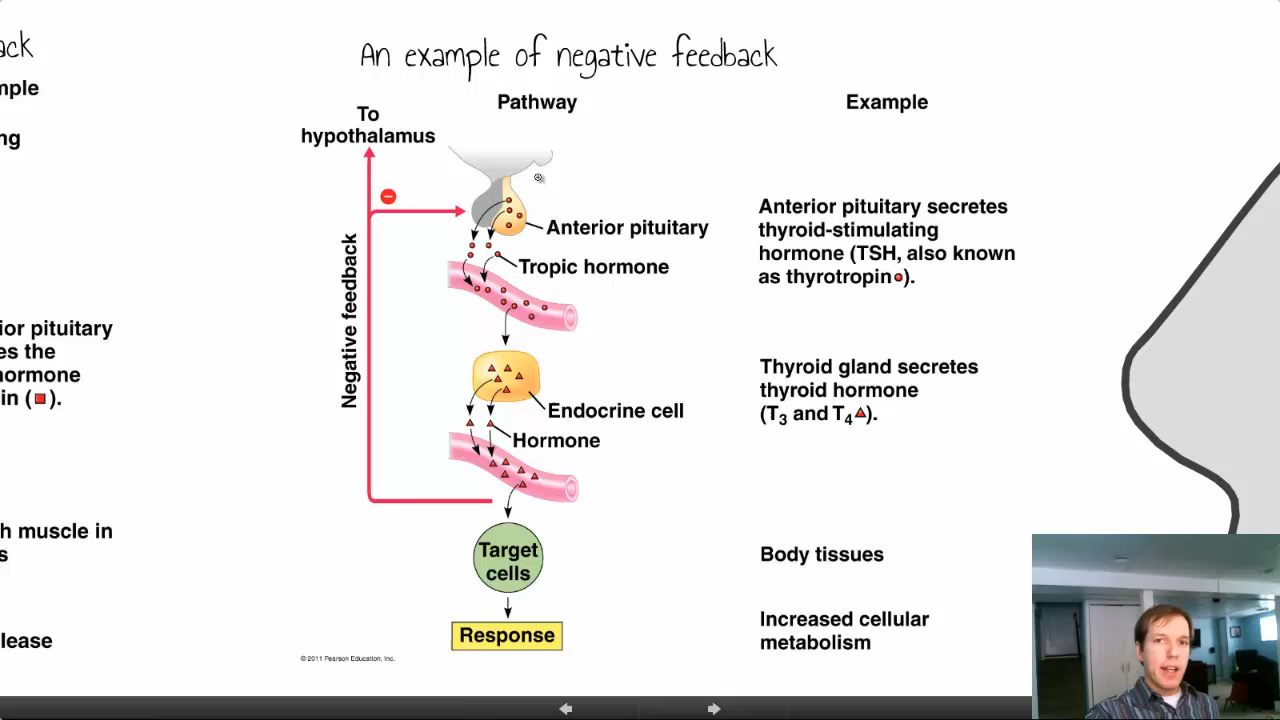 ack
mple
ng
ior pituitary
es the
hormone
in (■).
h muscle in
s
lease
An example of negative feedback
Pathway
Example
To
hypothalamus
Negative feedback
Anterior pituitary
Tropic hormone
Endocrine cell
Hormone
Target
cells
Response
Anterior pituitary secretes
thyroid-stimulating
hormone (TSH, also known
as thyrotropin●).
Thyroid gland secretes
thyroid hormone
(T3 and T4▲).
Body tissues
Increased cellular
metabolism
© 2011 Pearson Education, Inc.